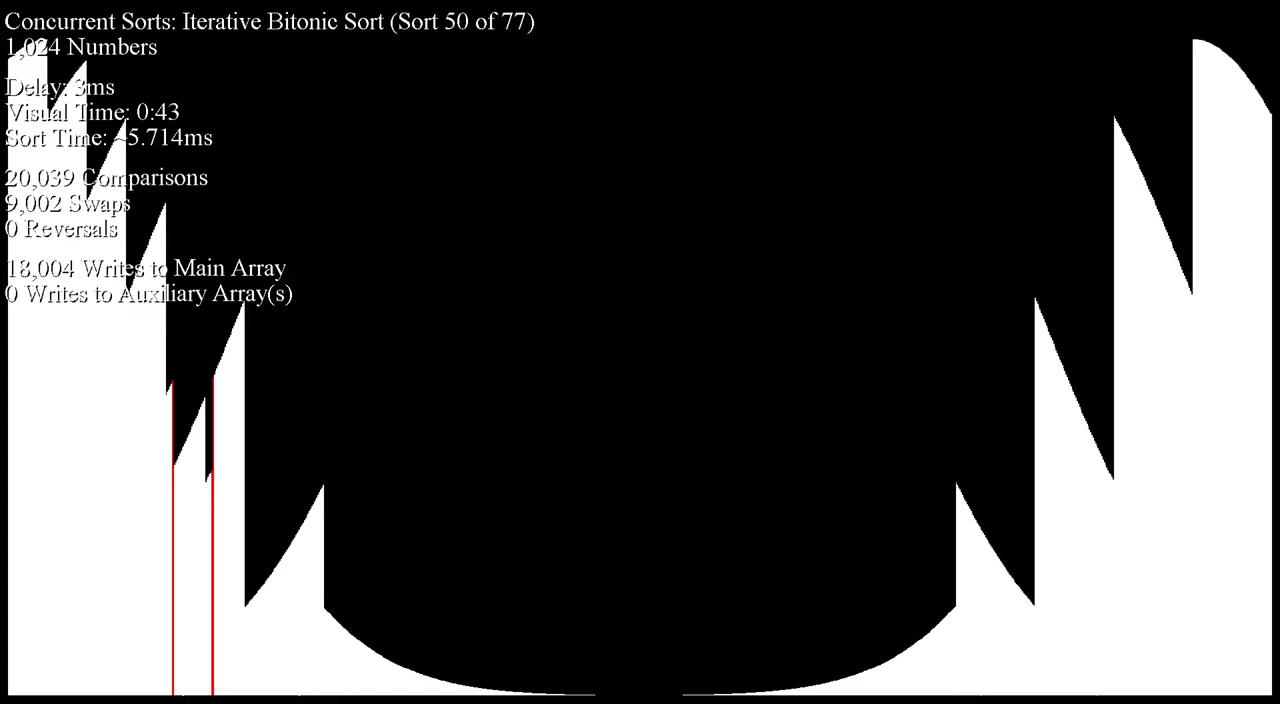 Concurrent Sorts: Iterative Bitonic Sort (Sort 50 of 77)
1,024 Numbers
Delay: 3ms
Visual Time: 0:43
Sort Time: ~5.714ms
20,039 Comparisons
9,002 Swaps
0 Reversals
18,004 Writes to Main Array
0 Writes to Auxiliary Array(s)